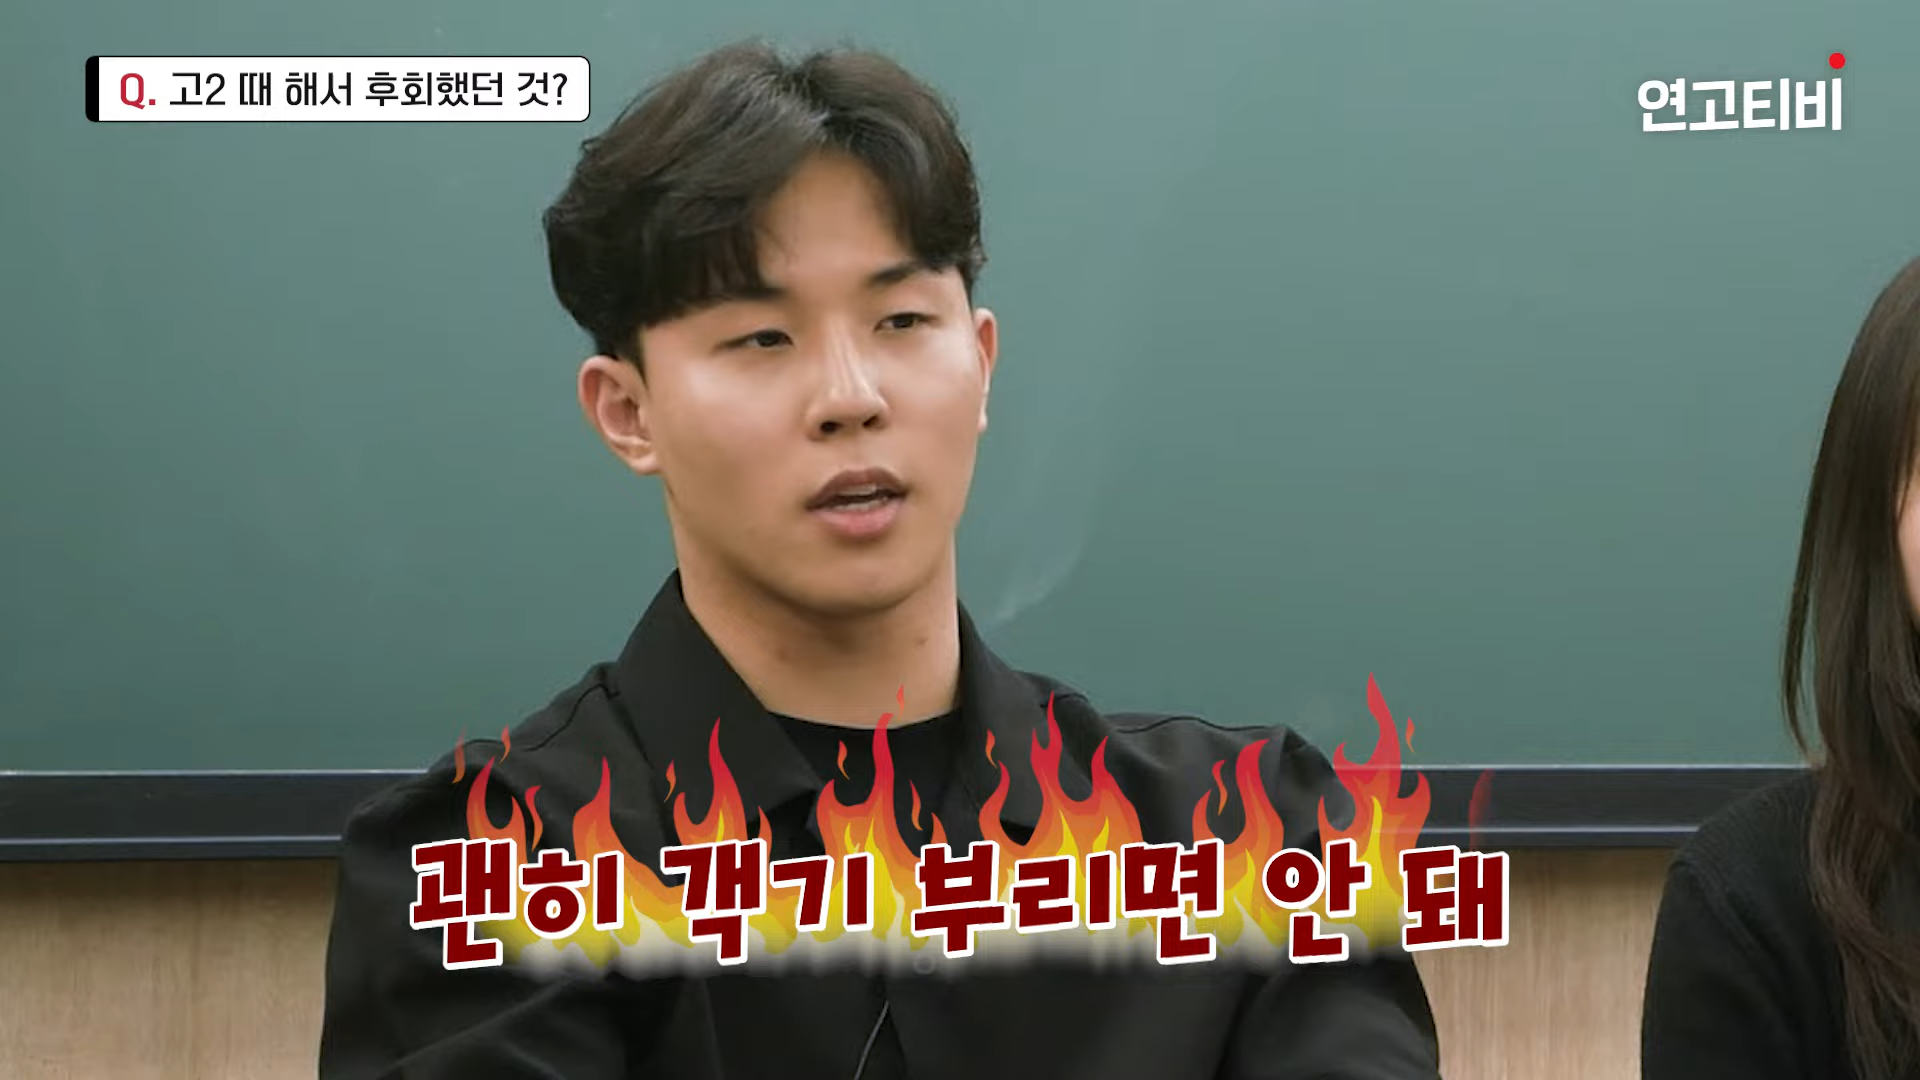 Q. 고2 때 해서 후회했던 것?
연고티비
괜히 객기 부리면 안 돼